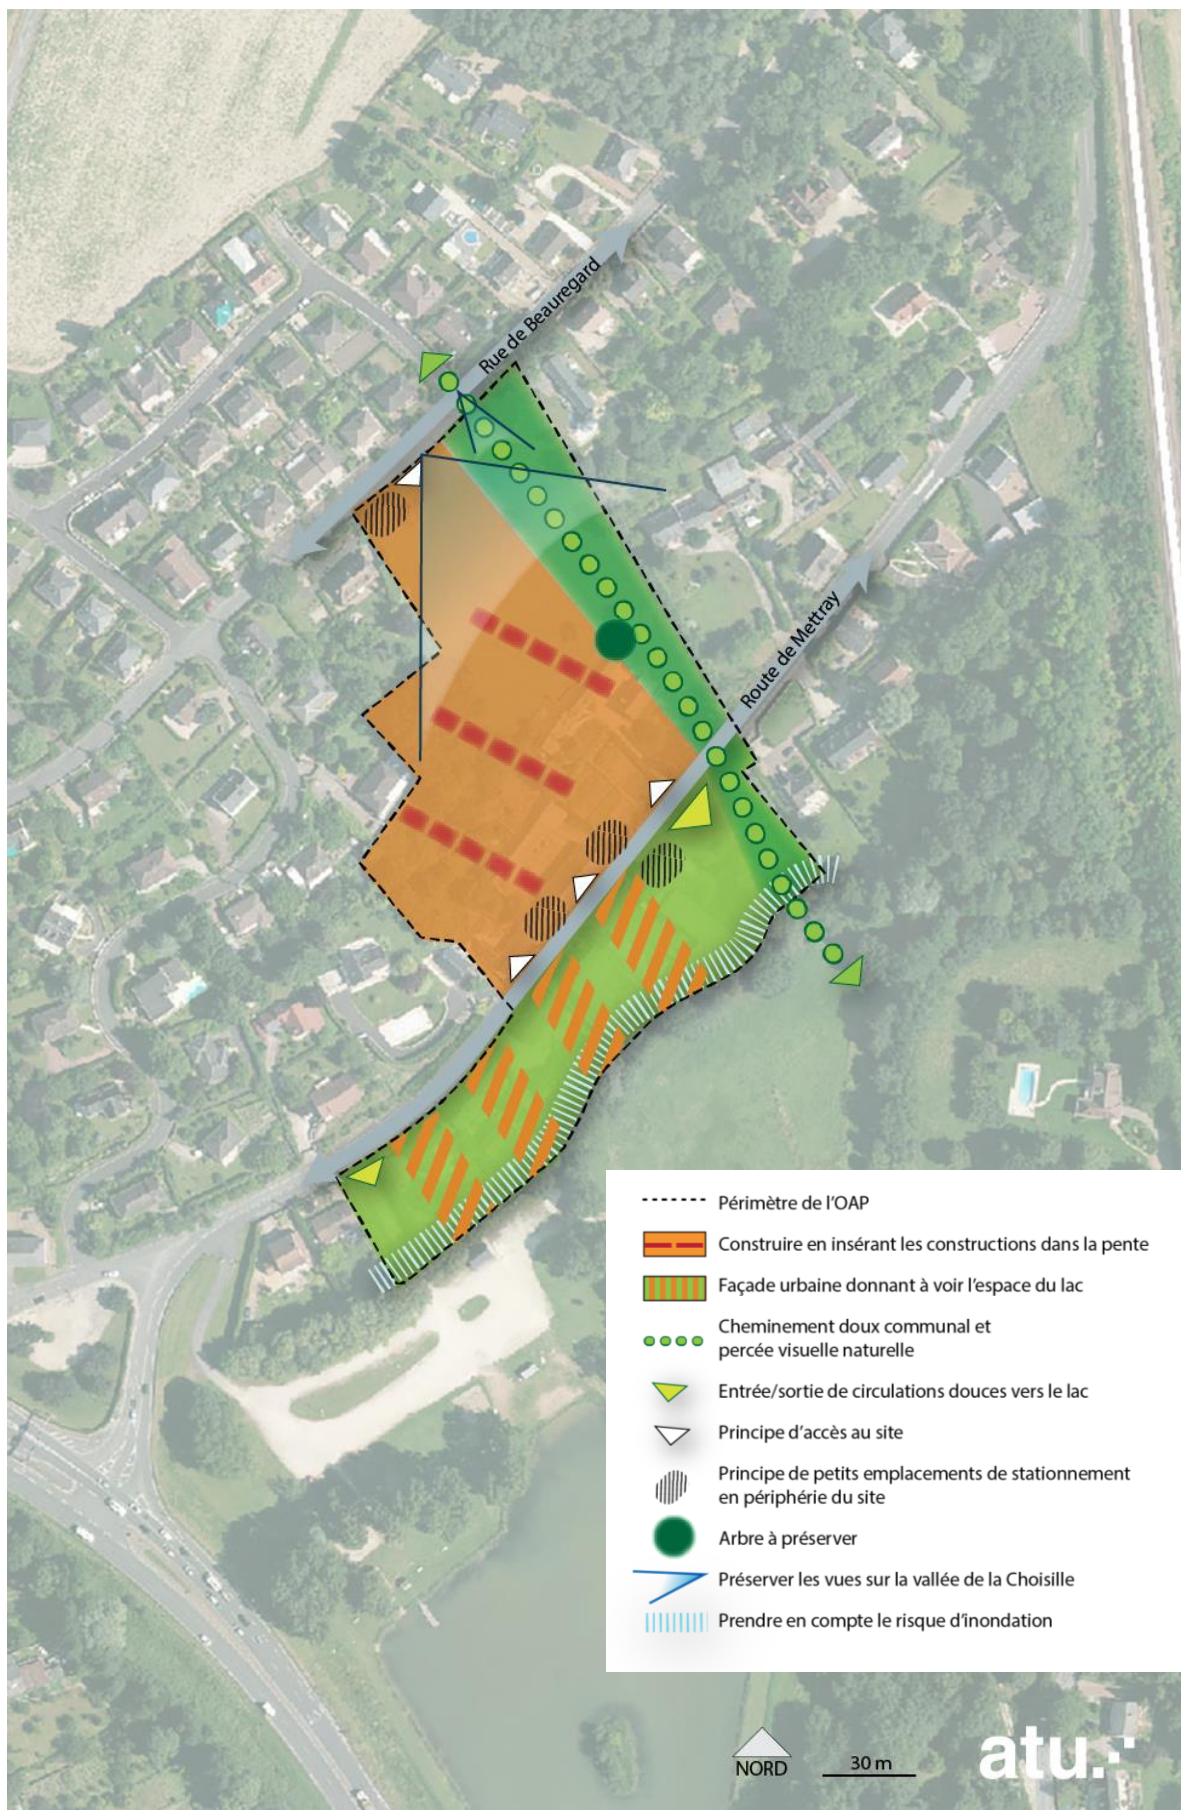 Rue de Beauregard
Route de Mettray
Périmètre de l'OAP
Construire en insérant les constructions dans la pente
Façade urbaine donnant à voir l'espace du lac
Cheminement doux communal et
percée visuelle naturelle
Entrée/sortie de circulations douces vers le lac
Principe d'accès au site
Principe de petits emplacements de stationnement
en périphérie du site
Arbre à préserver
Préserver les vues sur la vallée de la Choisille
Prendre en compte le risque d'inondation
NORD
30 m
atu.